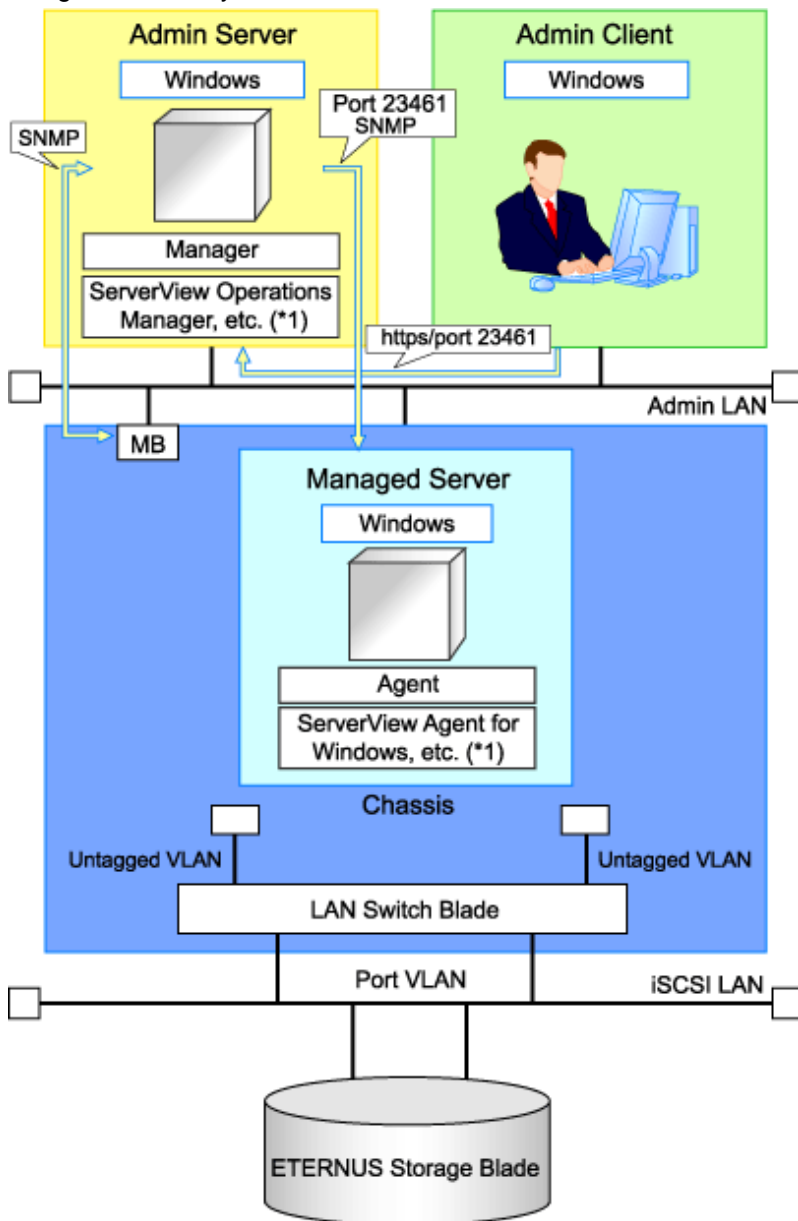 Admin Server
Windows
SNMP
Port 23461
SNMP
Manager
ServerView Operations
Manager, etc. (*1)
Admin Client
Windows
https/port 23461
Admin LAN
MB
Managed Server
Windows
Agent
ServerView Agent for
Windows, etc. (*1)
Chassis
Untagged VLAN
Untagged VLAN
LAN Switch Blade
Port VLAN
iSCSI LAN
ETERNUS Storage Blade